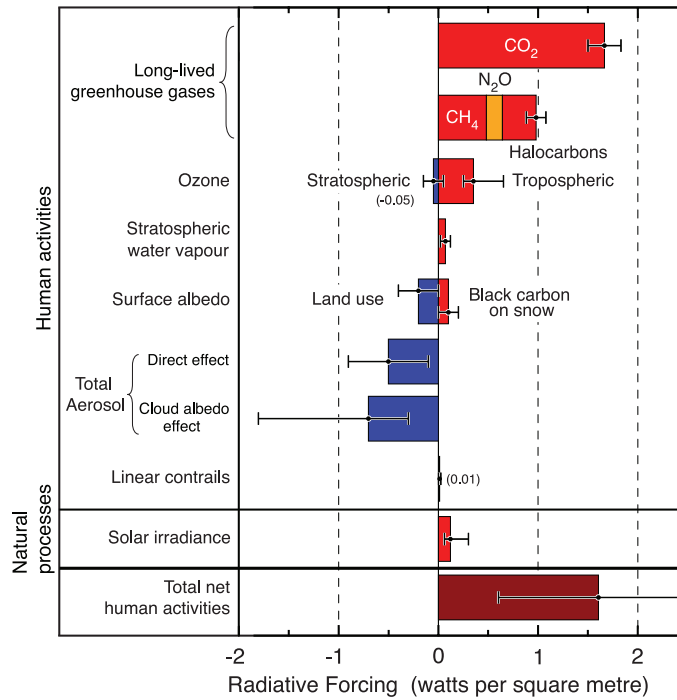 Human activities
Natural
processes
Long-lived
greenhouse gases
CO2
N2O
CH4
Halocarbons
Ozone
Stratospheric
(-0.05)
Tropospheric
Stratospheric
water vapour
Surface albedo
Land use
Black carbon
on snow
Total
Aerosol
Direct effect
Cloud albedo
effect
Linear contrails
(0.01)
Solar irradiance
Total net
human activities
-2 -1 0 1 2
Radiative Forcing (watts per square metre)